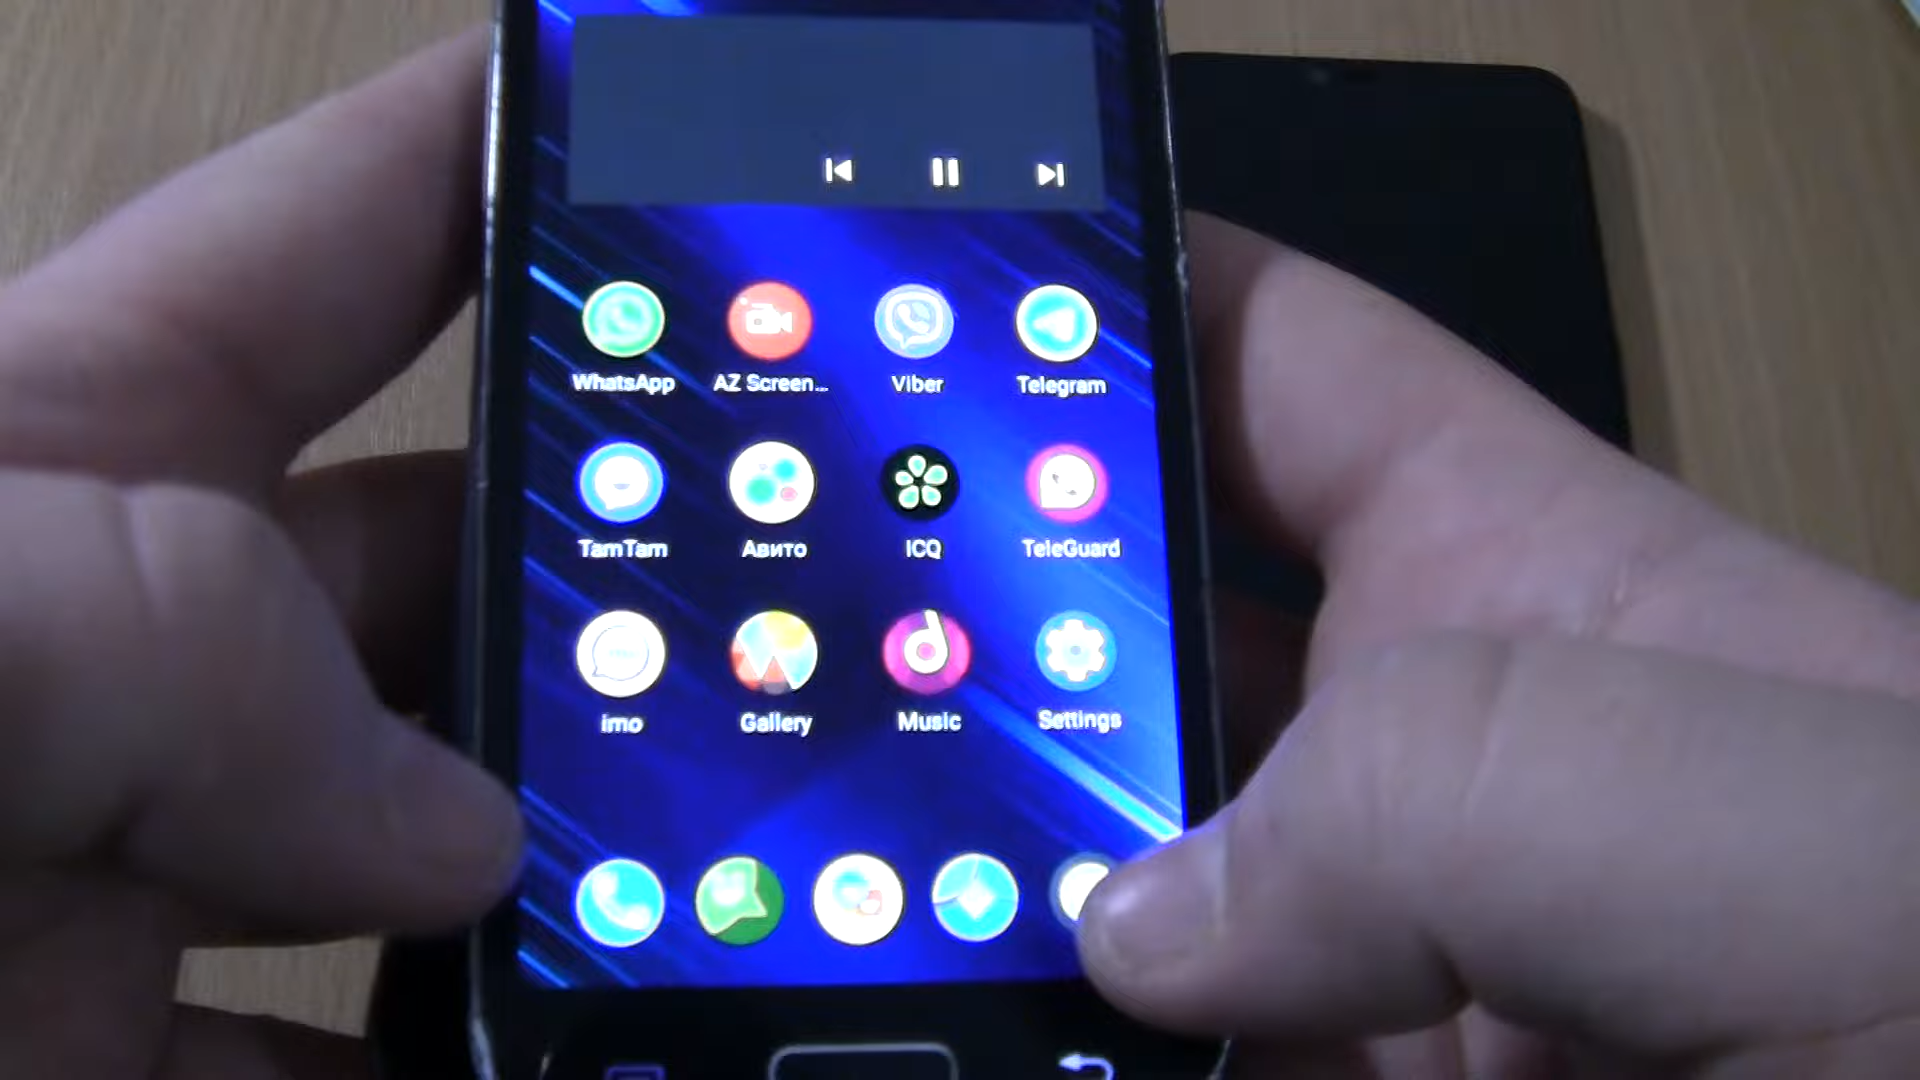 WhatsApp
AZ Screen...
Viber
Telegram
TamTam
Авито
ICQ
TeleGuard
imo
Gallery
Music
Settings